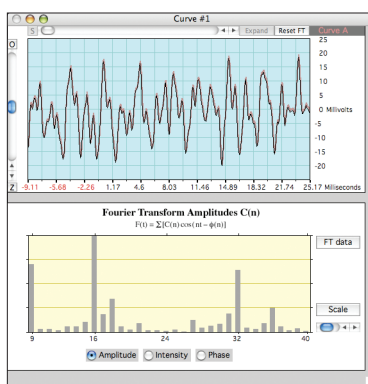 Curve #1
S Expand Reset FT Curve A
O
25
20
15
10
5
0 Millivolts
-5
-10
-15
-20
Z -9.11 -5.68 -2.26 1.17 4.6 8.03 11.46 14.89 18.32 21.74 25.17 Miliseconds
Fourier Transform Amplitudes C(n)
F(t) = Σ[C(n) cos(nt – ϕ(n)]
FT data
Scale
9 16 24 32 40
Amplitude Intensity Phase